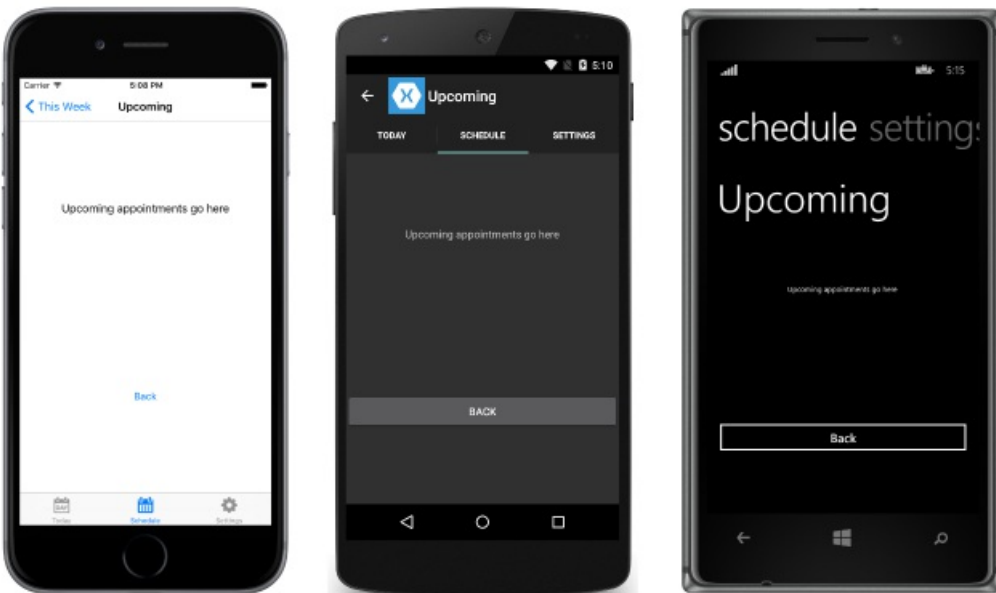 Carrier 5:08 PM
This Week Upcoming
Upcoming appointments go here
Back
Today Schedule Settings
5:10
Upcoming
TODAY SCHEDULE SETTINGS
Upcoming appointments go here
BACK
5:15
schedule settings
Upcoming
Upcoming appointments go here
Back